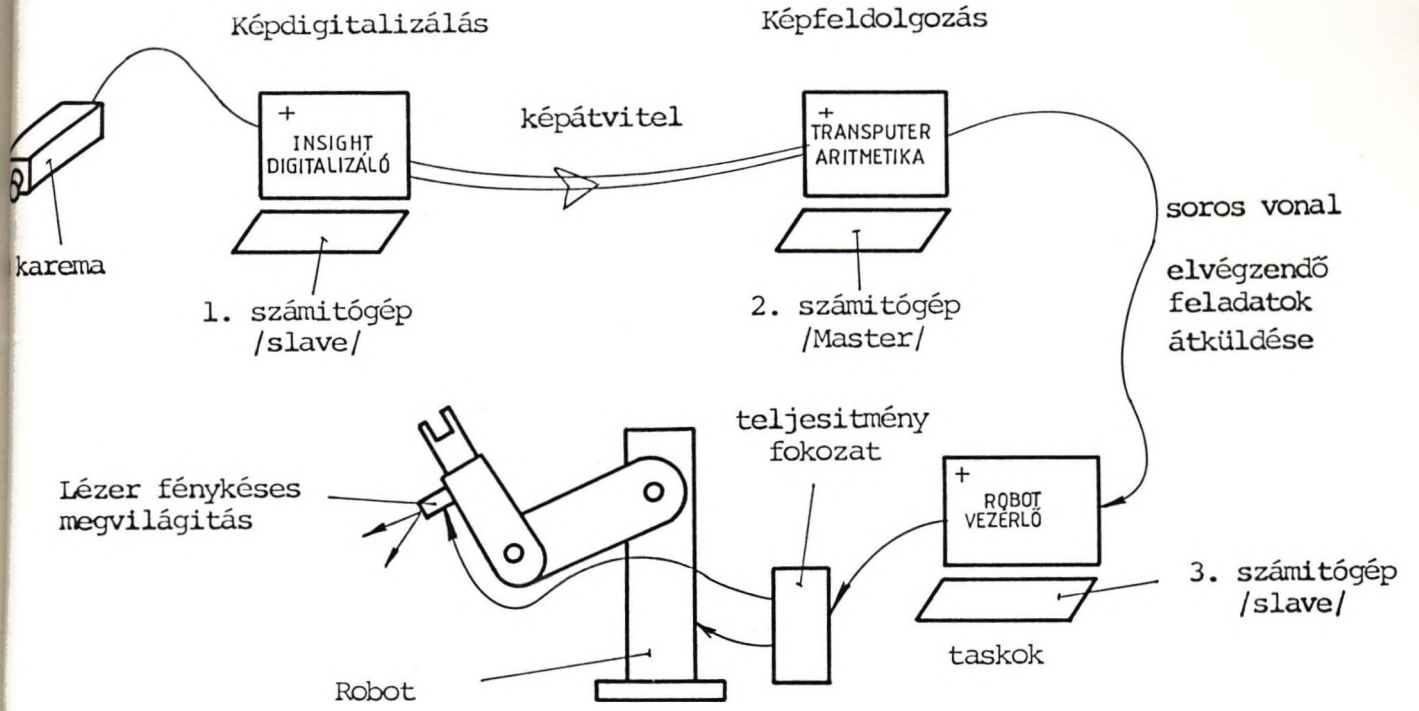 Képdigitalizálás
Képfeldolgozás
+
INSIGHT
DIGITALIZÁLÓ
képátvitel
+
TRANSPUTER
ARITMETIKA
soros vonal
karema
elvégzendő
feladatok
átküldése
1. számitógép
/slave/
2. számitógép
/Master/
teljesitmény
fokozat
Lézer fénykéses
megvilágitás
+
ROBOT
VEZÉRLŐ
3. számitógép
/slave/
taskok
Robot